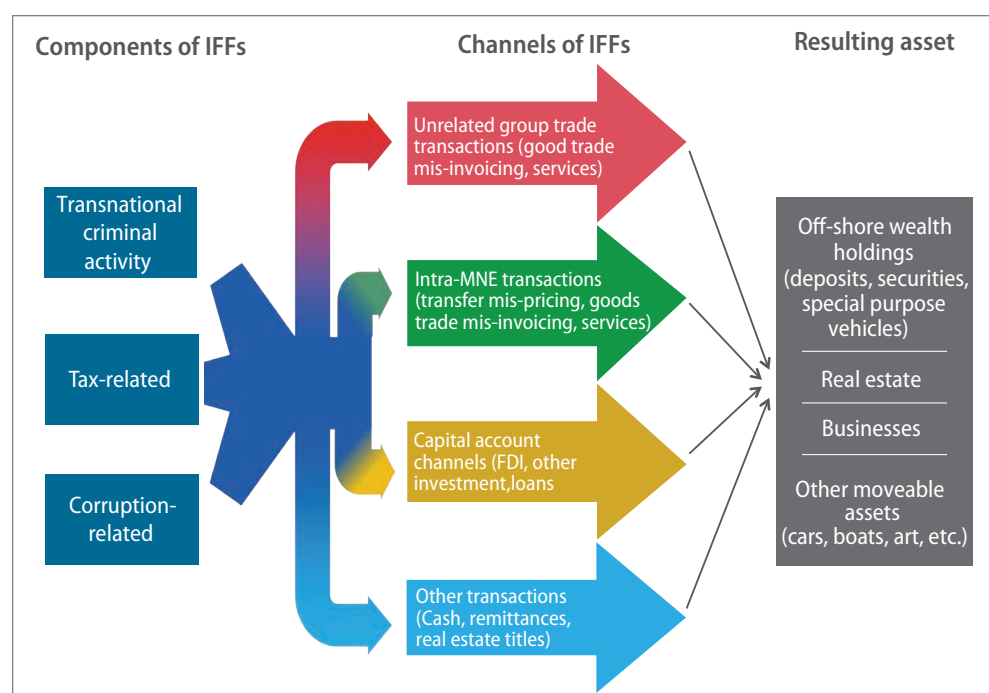 Components of IFFs
Channels of IFFs
Resulting asset
Transnational
criminal
activity
Tax-related
Corruption-
related
Unrelated group trade
transactions (good trade
mis-invoicing, services)
Intra-MNE transactions
(transfer mis-pricing, goods
trade mis-invoicing, services)
Capital account
channels (FDI, other
investment,loans
Other transactions
(Cash, remittances,
real estate titles)
Off-shore wealth
holdings
(deposits, securities,
special purpose
vehicles)
Real estate
Businesses
Other moveable
assets
(cars, boats, art, etc.)